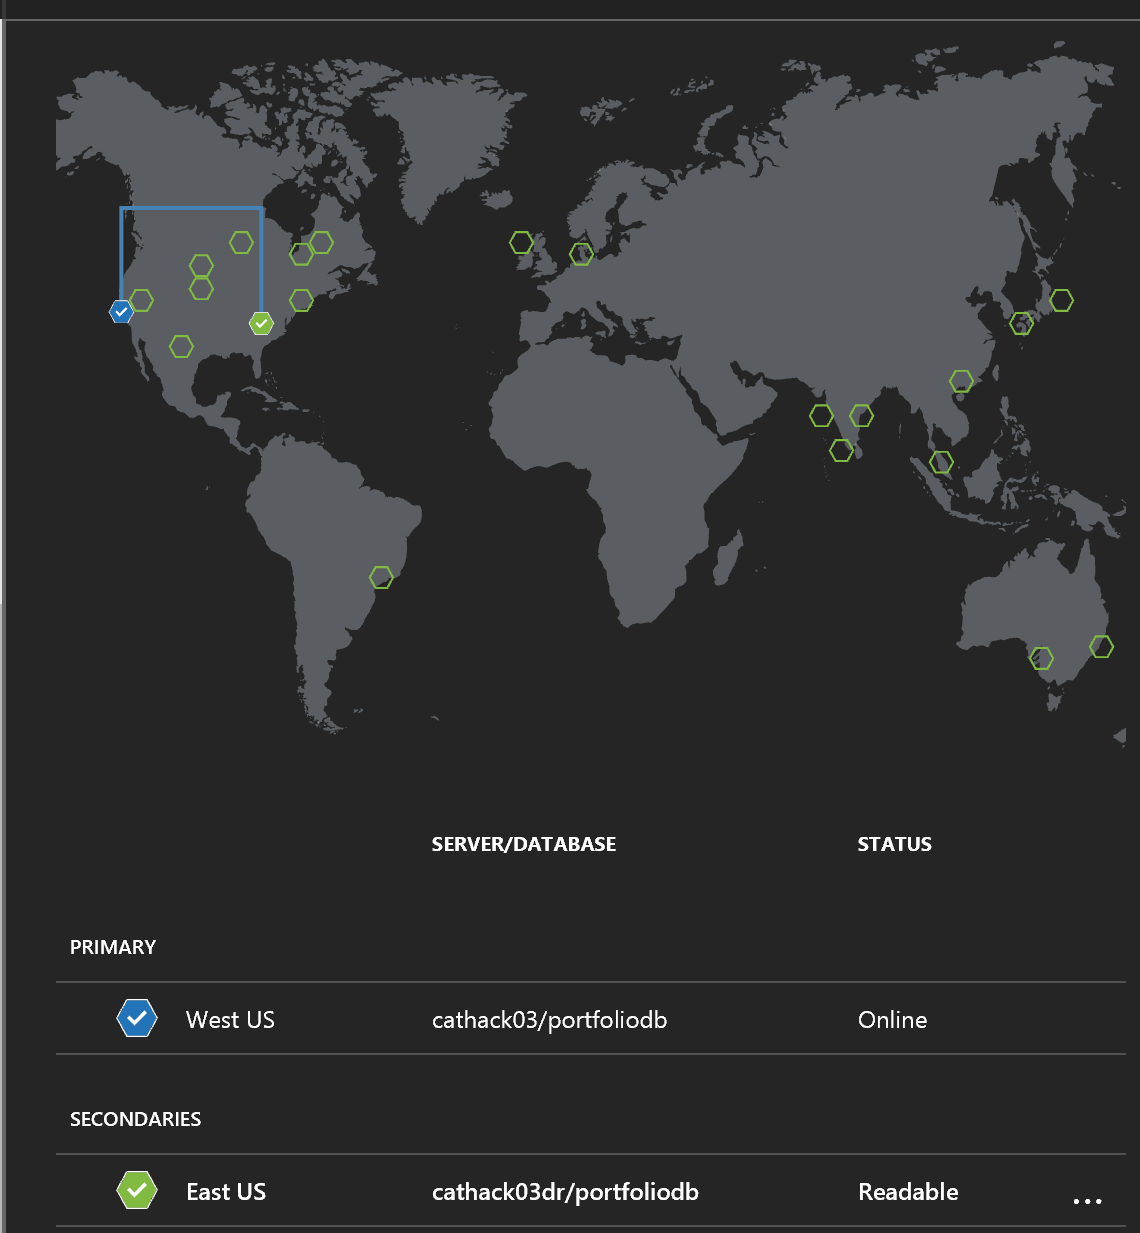 SERVER/DATABASE STATUS
PRIMARY
West US cathack03/portfoliodb Online
SECONDARIES
East US cathack03dr/portfoliodb Readable ...